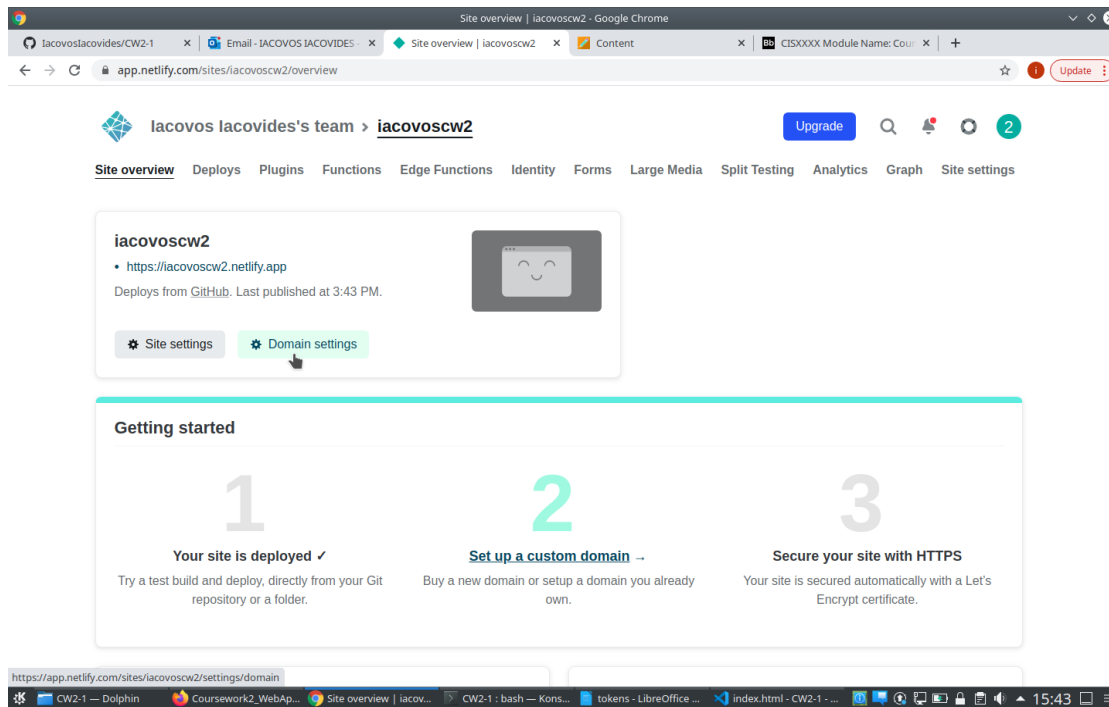 Site overview | iacovoscw2 - Google Chrome
IacovosIacovides/CW2-1
Email - IACOVOS IACOVIDES -
Site overview | iacovoscw2
Content
Bb CISXXXX Module Name: Cour
app.netlify.com/sites/iacovoscw2/overview
i
Update
Iacovos Iacovides's team > iacovoscw2
Upgrade
2
Site overview Deploys Plugins Functions Edge Functions Identity Forms Large Media Split Testing Analytics Graph Site settings
iacovoscw2
• https://iacovoscw2.netlify.app
Deploys from GitHub. Last published at 3:43 PM.
Site settings
Domain settings
Getting started
1
2
3
Your site is deployed ✓
Try a test build and deploy, directly from your Git
repository or a folder.
Set up a custom domain →
Buy a new domain or setup a domain you already
own.
Secure your site with HTTPS
Your site is secured automatically with a Let's
Encrypt certificate.
https://app.netlify.com/sites/iacovoscw2/settings/domain
CW2-1 — Dolphin
Coursework2_WebAp...
Site overview | iacov...
CW2-1 : bash — Kons...
tokens - LibreOffice ...
index.html - CW2-1 - ...
15:43